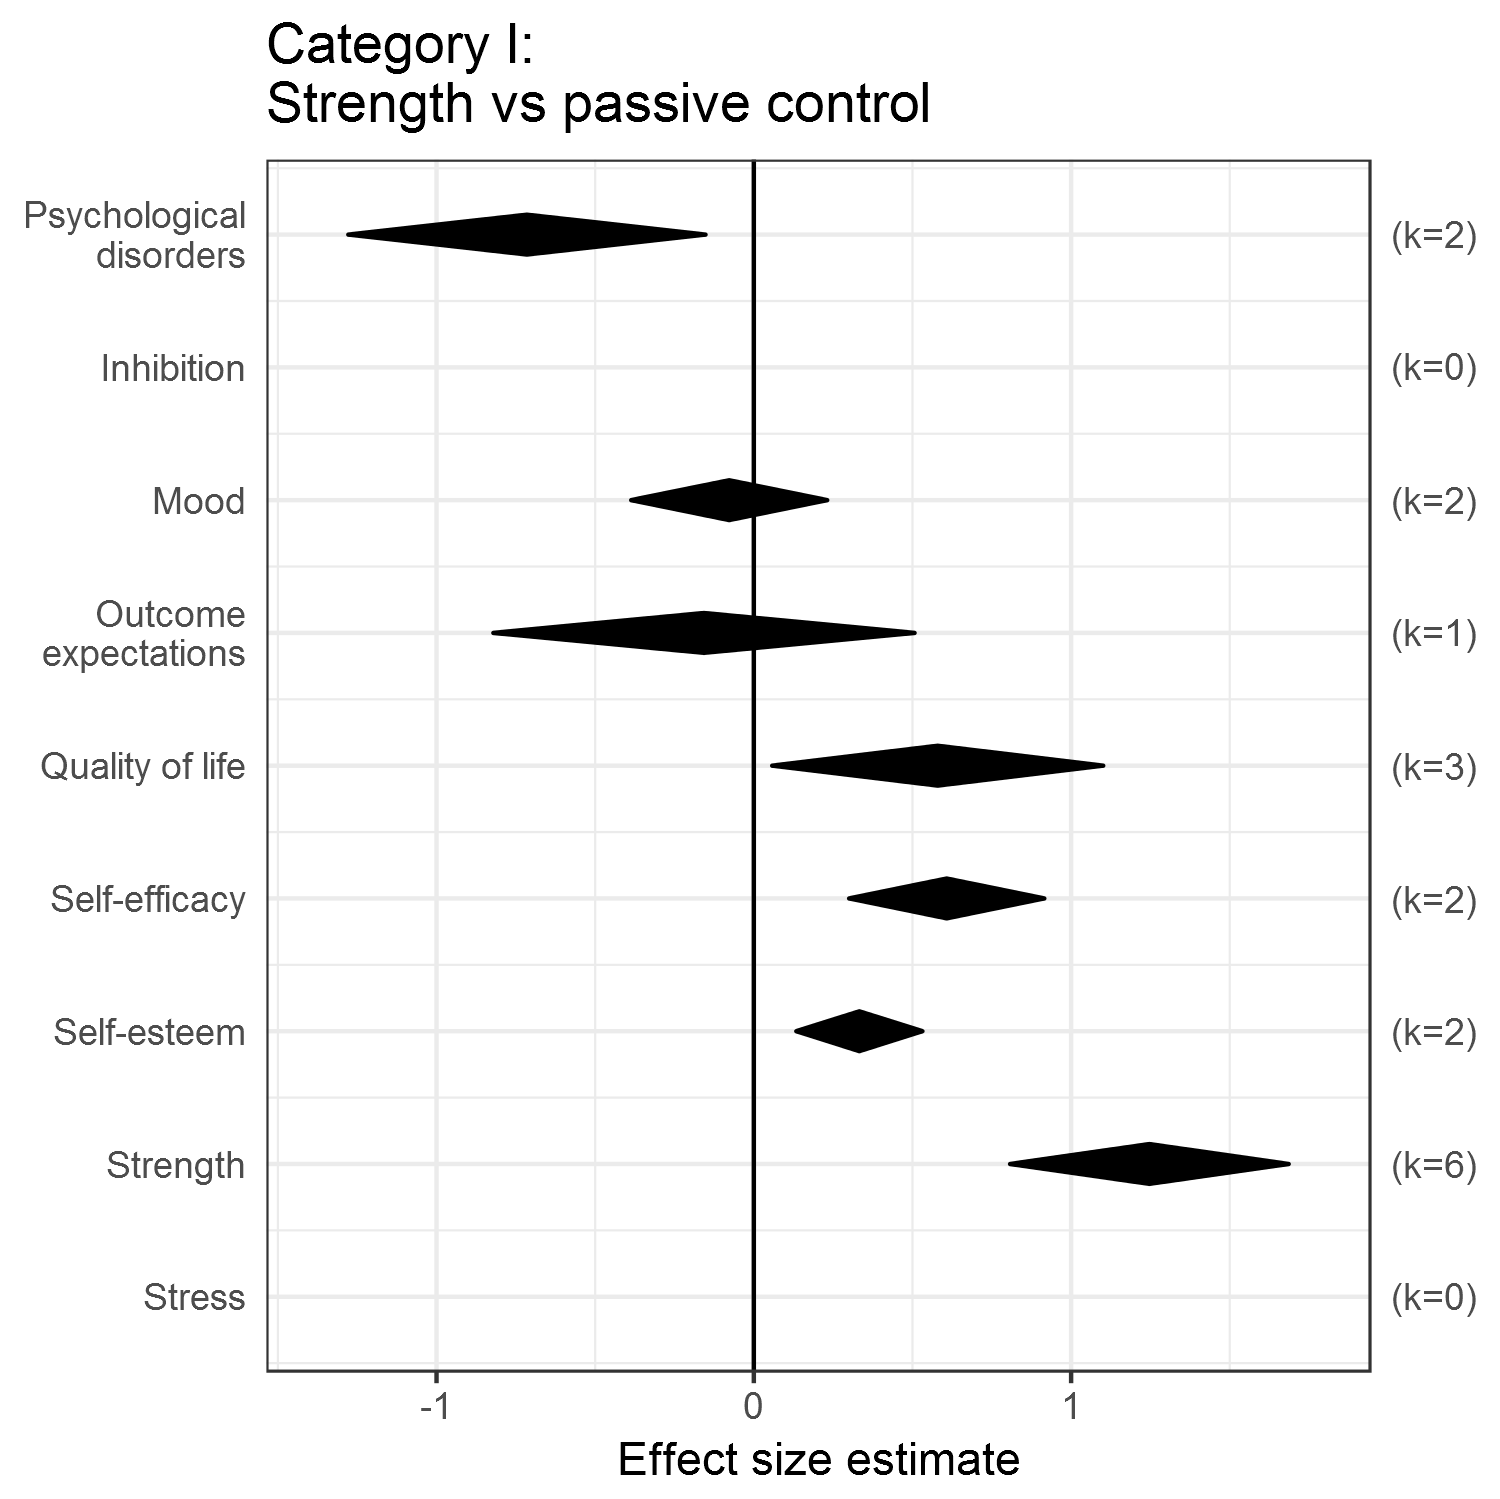 Category I:
Strength vs passive control
Psychological
disorders
(k=2)
Inhibition
(k=0)
Mood
(k=2)
Outcome
expectations
(k=1)
Quality of life
(k=3)
Self-efficacy
(k=2)
Self-esteem
(k=2)
Strength
(k=6)
Stress
(k=0)
-1 0 1
Effect size estimate